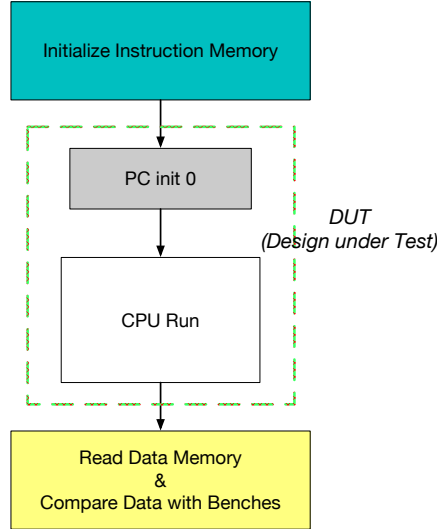 Initialize Instruction Memory
PC init 0
DUT
(Design under Test)
CPU Run
Read Data Memory
&
Compare Data with Benches